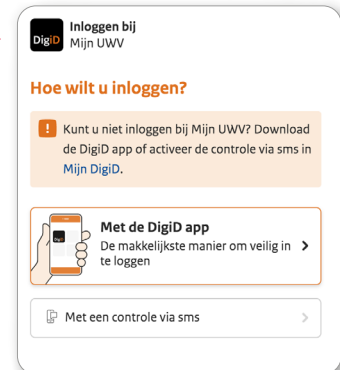 DigiD
Inloggen bij
Mijn UWV
Hoe wilt u inloggen?
! Kunt u niet inloggen bij Mijn UWV? Download
de DigiD app of activeer de controle via sms in
Mijn DigiD.
DigiD
Met de DigiD app
De makkelijkste manier om veilig in
te loggen
Met een controle via sms